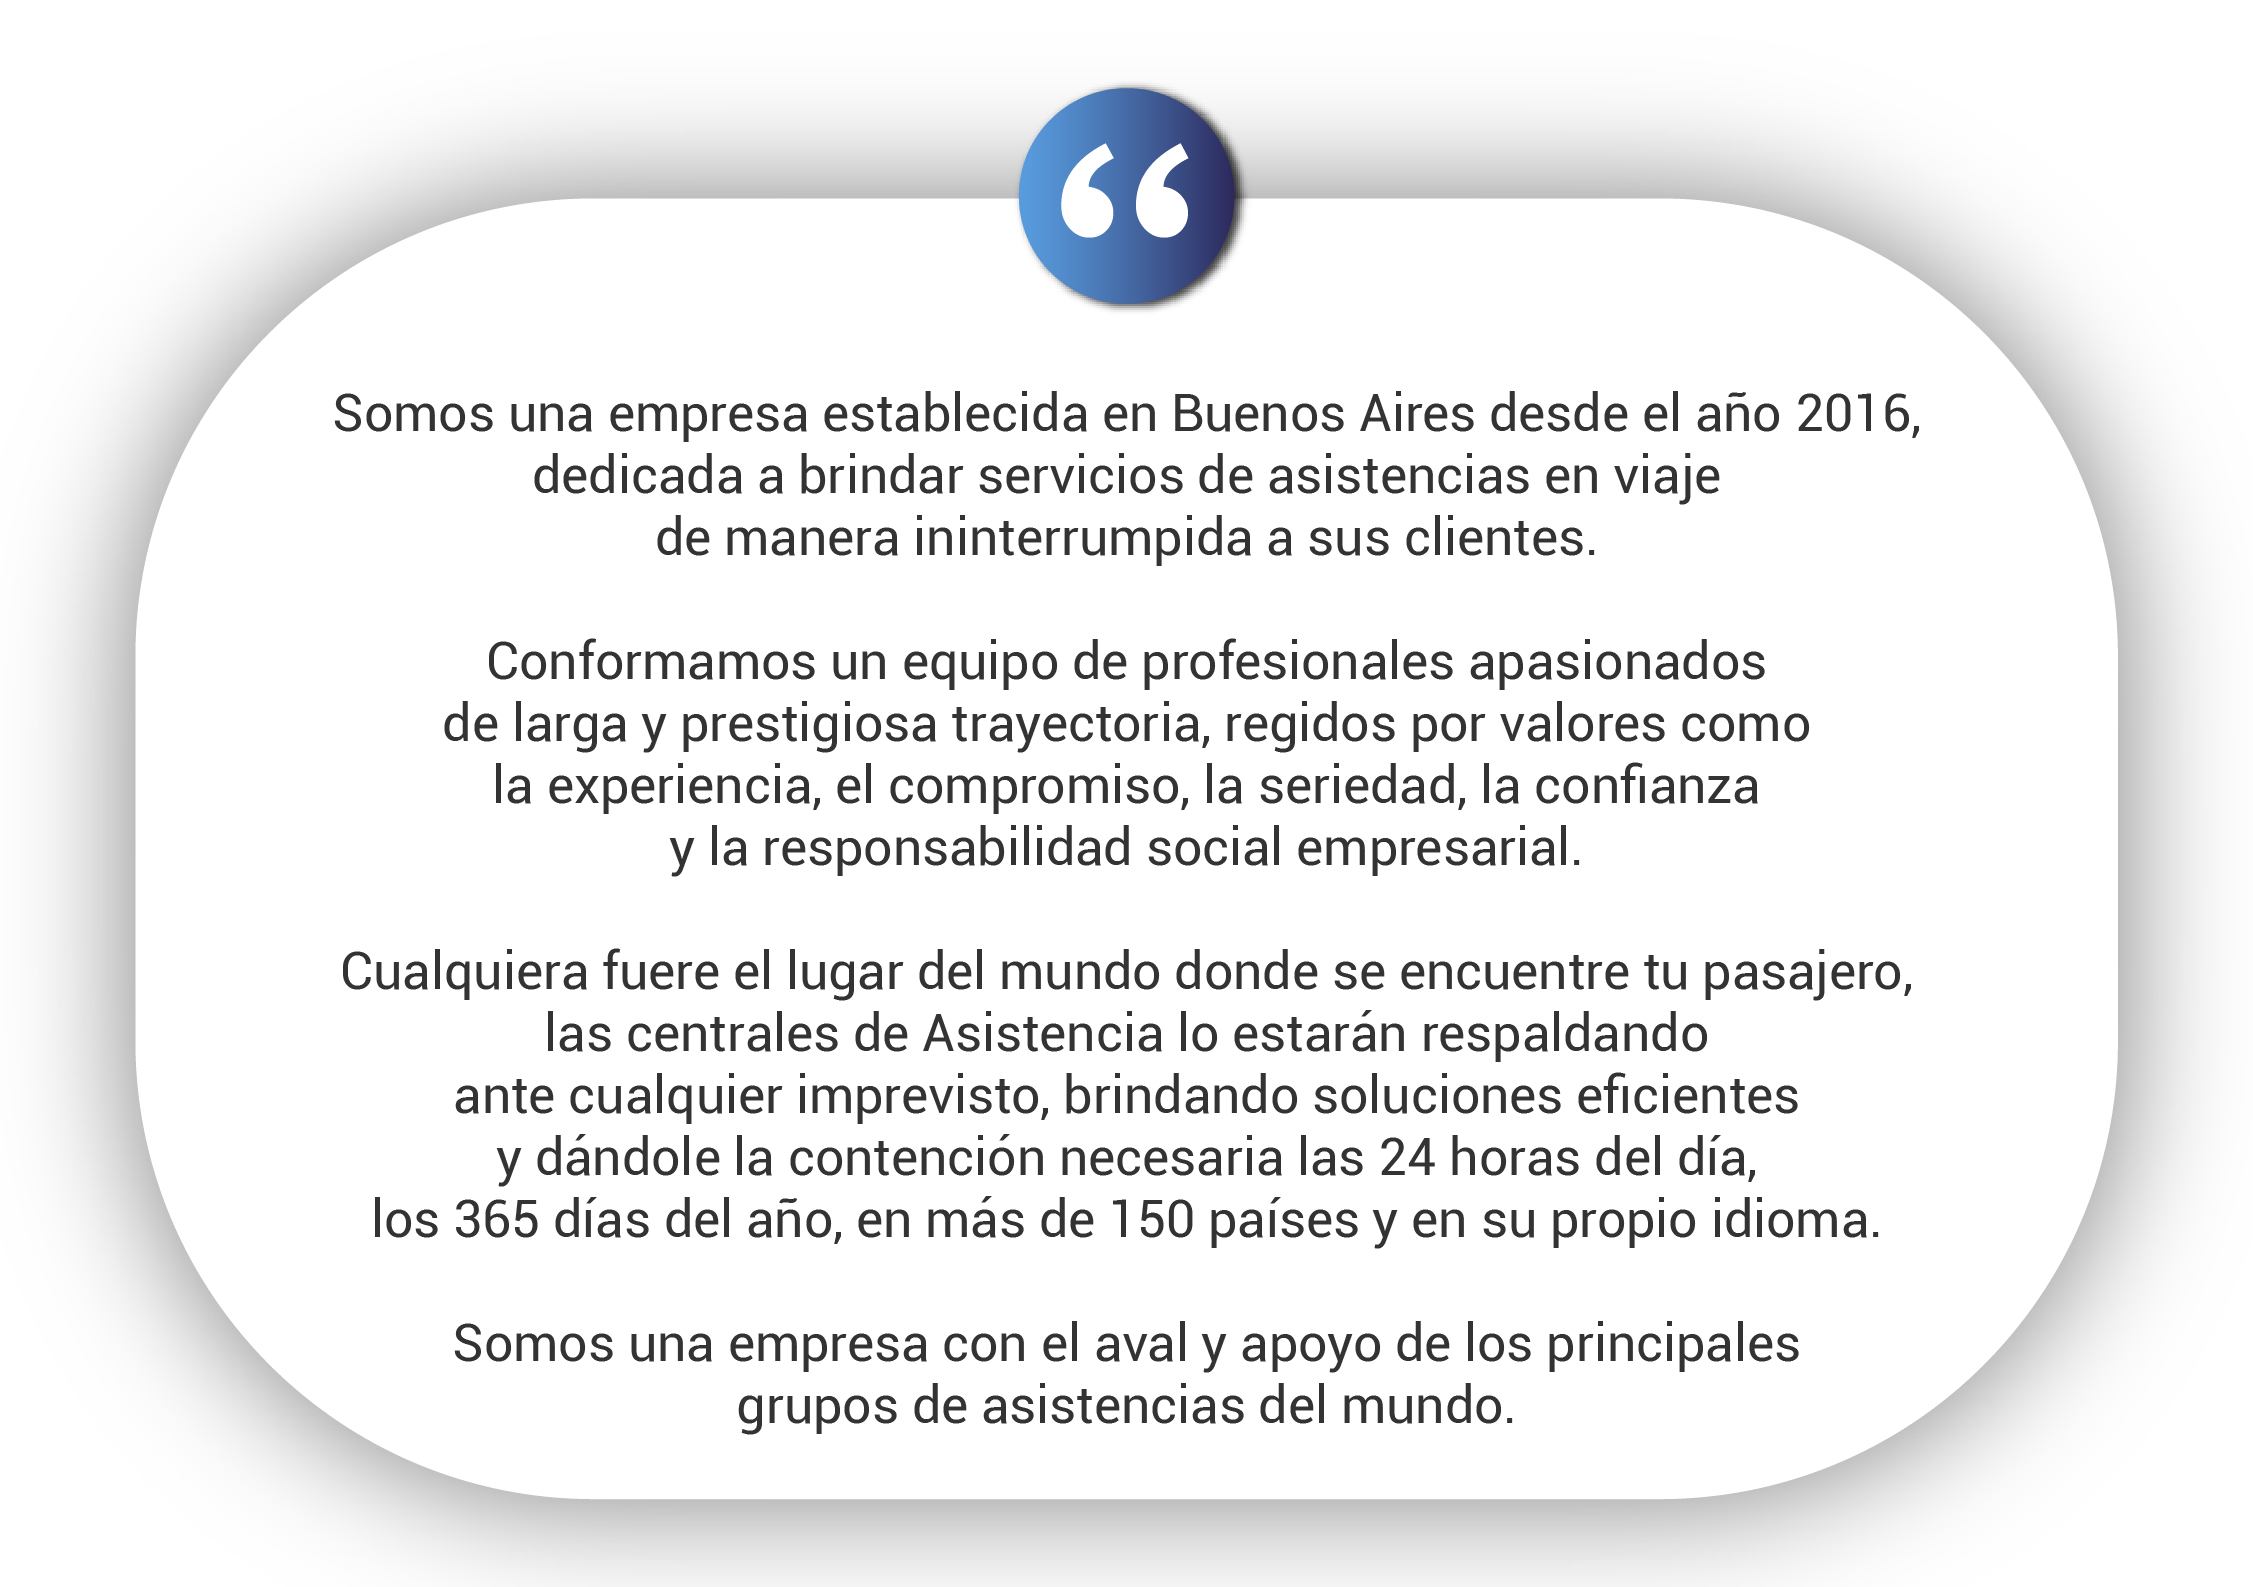 “
Somos una empresa establecida en Buenos Aires desde el año 2016,
dedicada a brindar servicios de asistencias en viaje
de manera ininterrumpida a sus clientes.
Conformamos un equipo de profesionales apasionados
de larga y prestigiosa trayectoria, regidos por valores como
la experiencia, el compromiso, la seriedad, la confianza
y la responsabilidad social empresarial.
Cualquiera fuere el lugar del mundo donde se encuentre tu pasajero,
las centrales de Asistencia lo estarán respaldando
ante cualquier imprevisto, brindando soluciones eficientes
y dándole la contención necesaria las 24 horas del día,
los 365 días del año, en más de 150 países y en su propio idioma.
Somos una empresa con el aval y apoyo de los principales
grupos de asistencias del mundo.